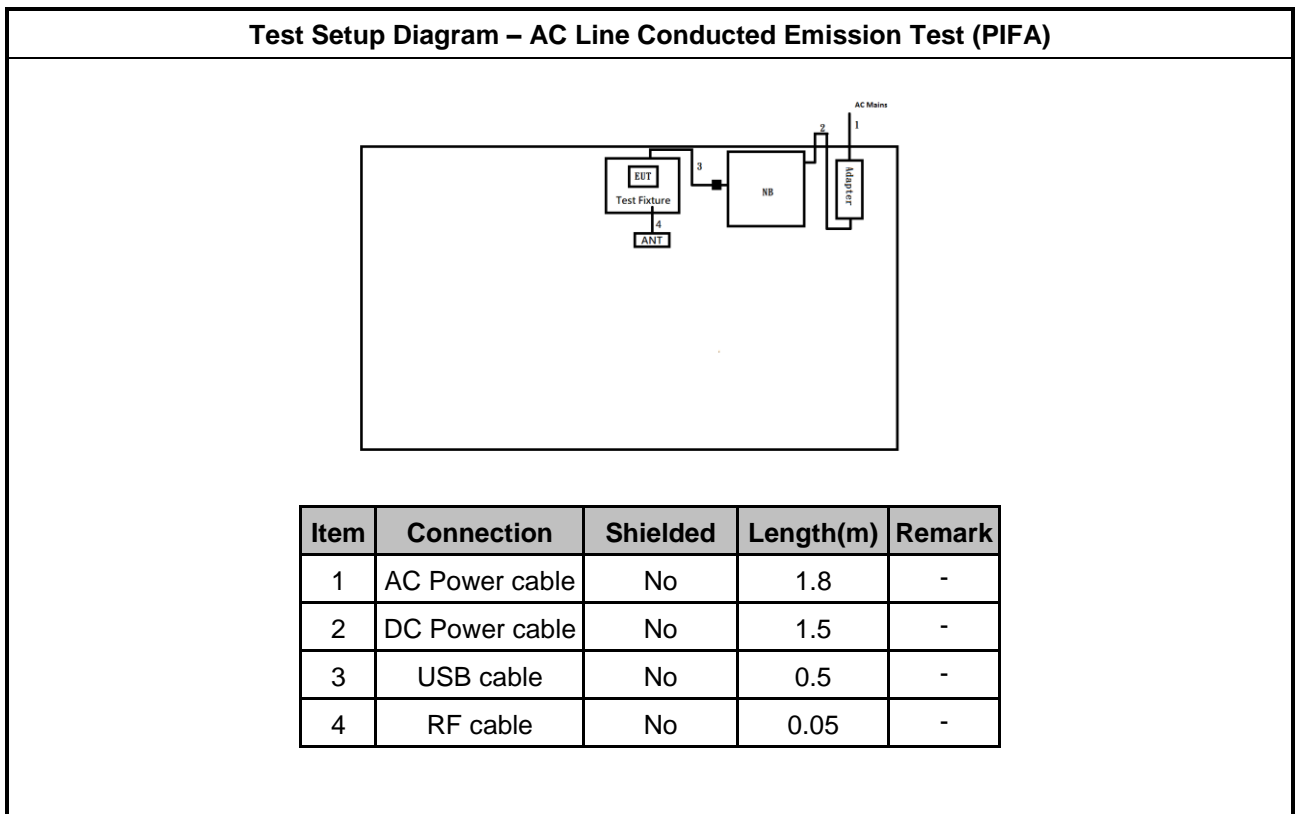 Test Setup Diagram – AC Line Conducted Emission Test (PIFA)
AC Mains
1
2
3
EUT
Test Fixture
NB
Adapter
4
ANT
Item Connection Shielded Length(m) Remark
1 AC Power cable No 1.8 -
2 DC Power cable No 1.5 -
3 USB cable No 0.5 -
4 RF cable No 0.05 -